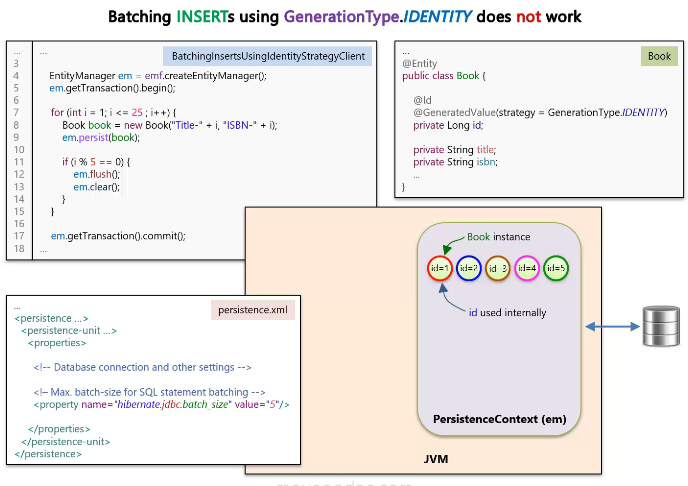 Batching INSERTs using GenerationType.IDENTITY does not work
BatchingInsertsUsingIdentityStrategyClient
... ...
3
4 EntityManager em = emf.createEntityManager();
5 em.getTransaction().begin();
6
7 for (int i = 1; i <= 25 ; i++) {
8 Book book = new Book("Title-" + i, "ISBN-" + i);
9 em.persist(book);
10
11 if (i % 5 == 0) {
12 em.flush();
13 em.clear();
14 }
15 }
16
17 em.getTransaction().commit();
18 ...
Book
...
@Entity
public class Book {
@Id
@GeneratedValue(strategy = GenerationType.IDENTITY)
private Long id;
private String title;
private String isbn;
...
}
persistence.xml
...
<persistence ...>
<persistence-unit ...>
<properties>
<!-- Database connection and other settings -->
<!– Max. batch-size for SQL statement batching -->
<property name="hibernate.jdbc.batch_size" value="5"/>
</properties>
</persistence-unit>
</persistence>
Book instance
id=1 id=2 id=3 id=4 id=5
id used internally
PersistenceContext (em)
JVM